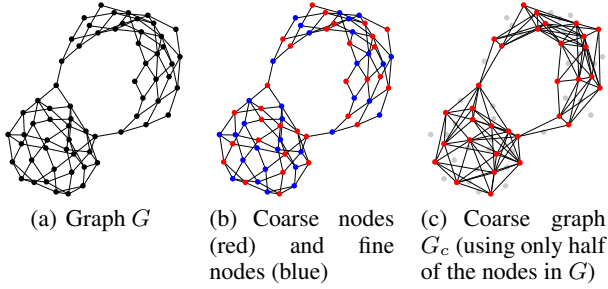 (a) Graph G
(b) Coarse nodes
(red) and fine
nodes (blue)
(c) Coarse graph
G_c (using only half
of the nodes in G)